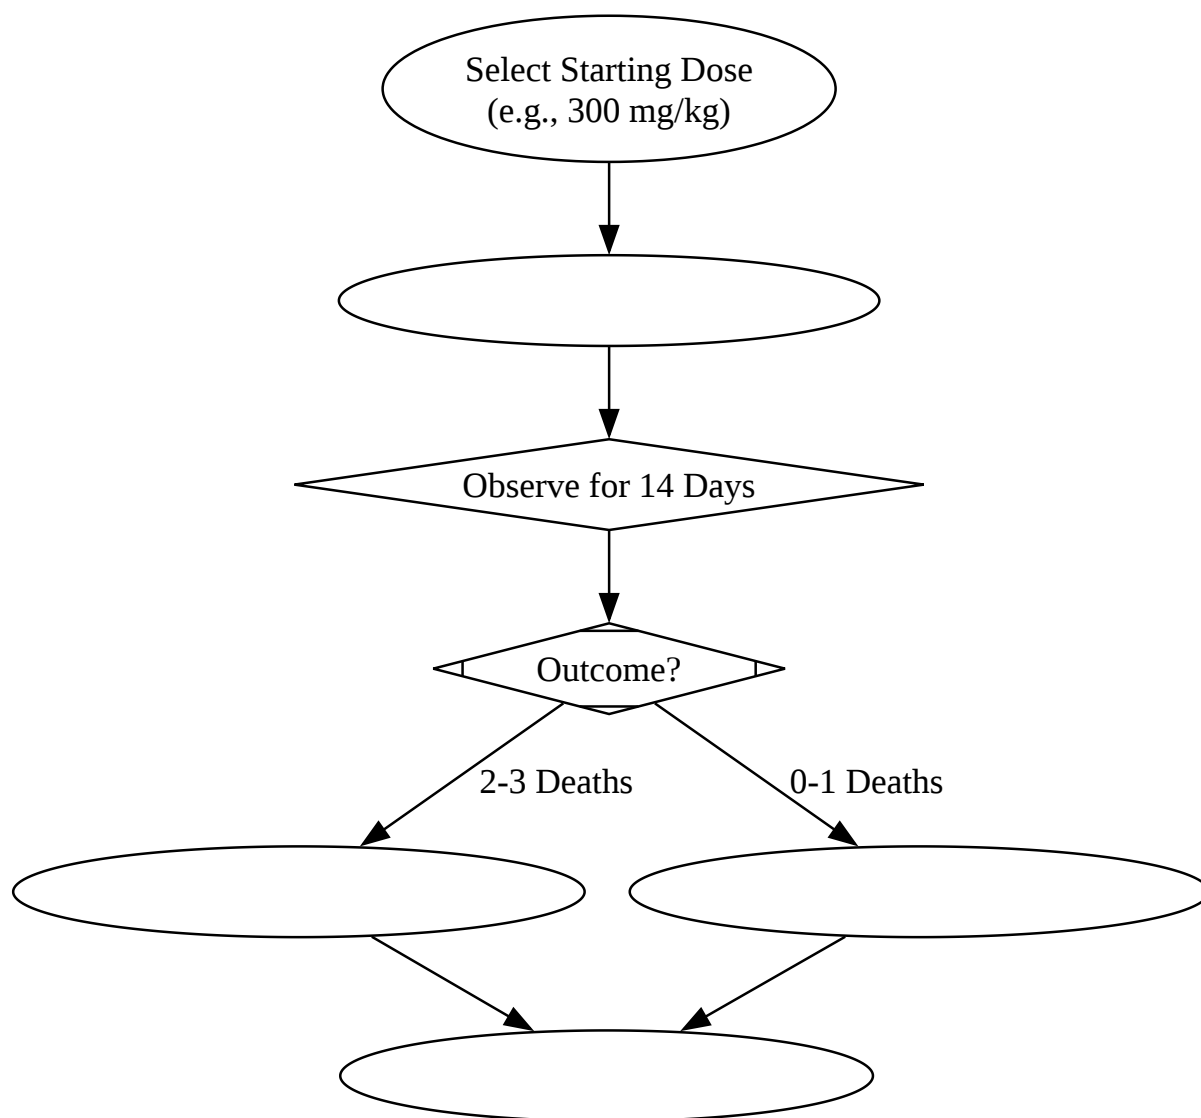 Select Starting Dose
(e.g., 300 mg/kg)
Observe for 14 Days
Outcome?
2-3 Deaths
0-1 Deaths